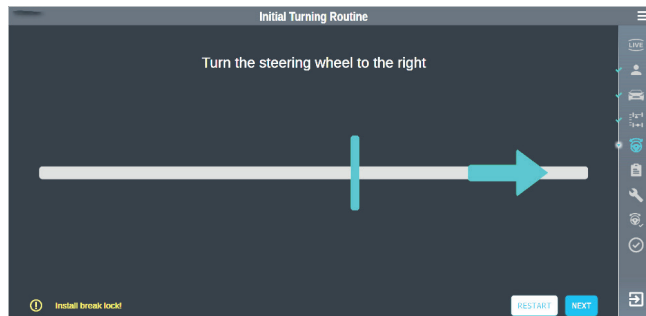 Initial Turning Routine
LIVE
Turn the steering wheel to the right
Install break lock!
RESTART
NEXT